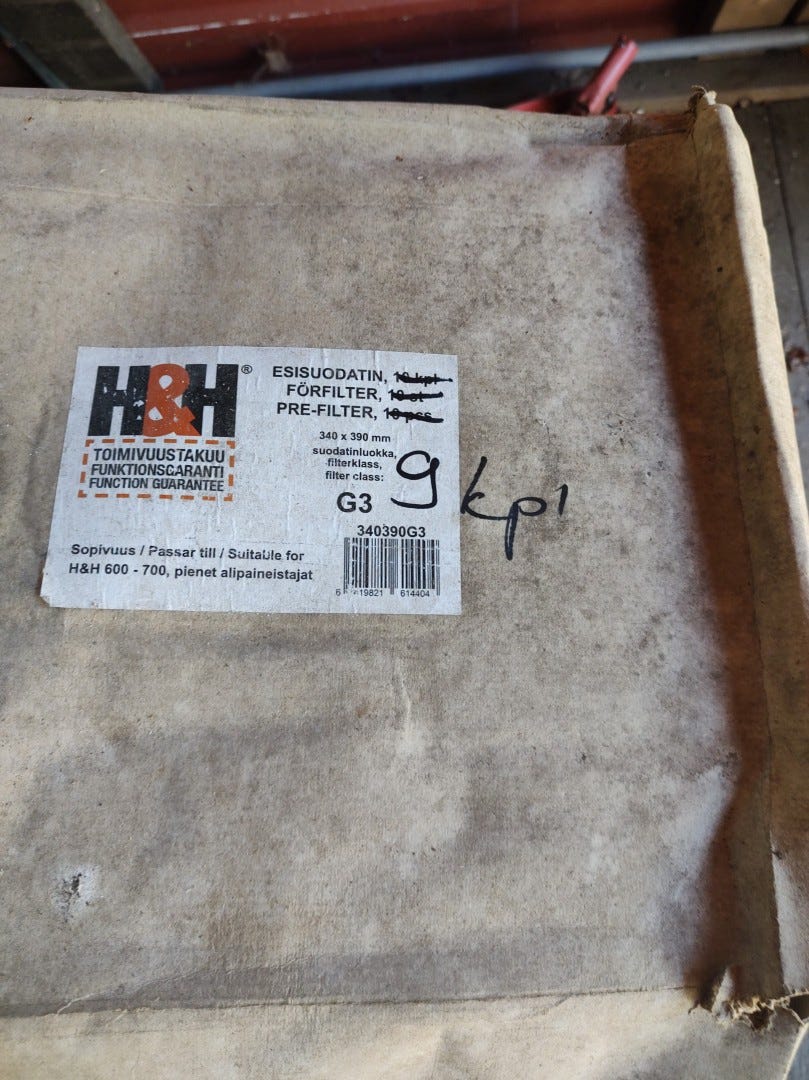 H&H®
TOIMIVUUSTAKUU
FUNKTIONSGARANTI
FUNCTION GUARANTEE
ESISUODATIN, 10 kpl
FÖRFILTER, 10 st
PRE-FILTER, 10 pcs
340 x 390 mm
suodatinluokka,
filterklass,
filter class:
G3
9 kpl
340390G3
Sopivuus / Passar till / Suitable for
H&H 600 - 700, pienet alipaineistajat
614404